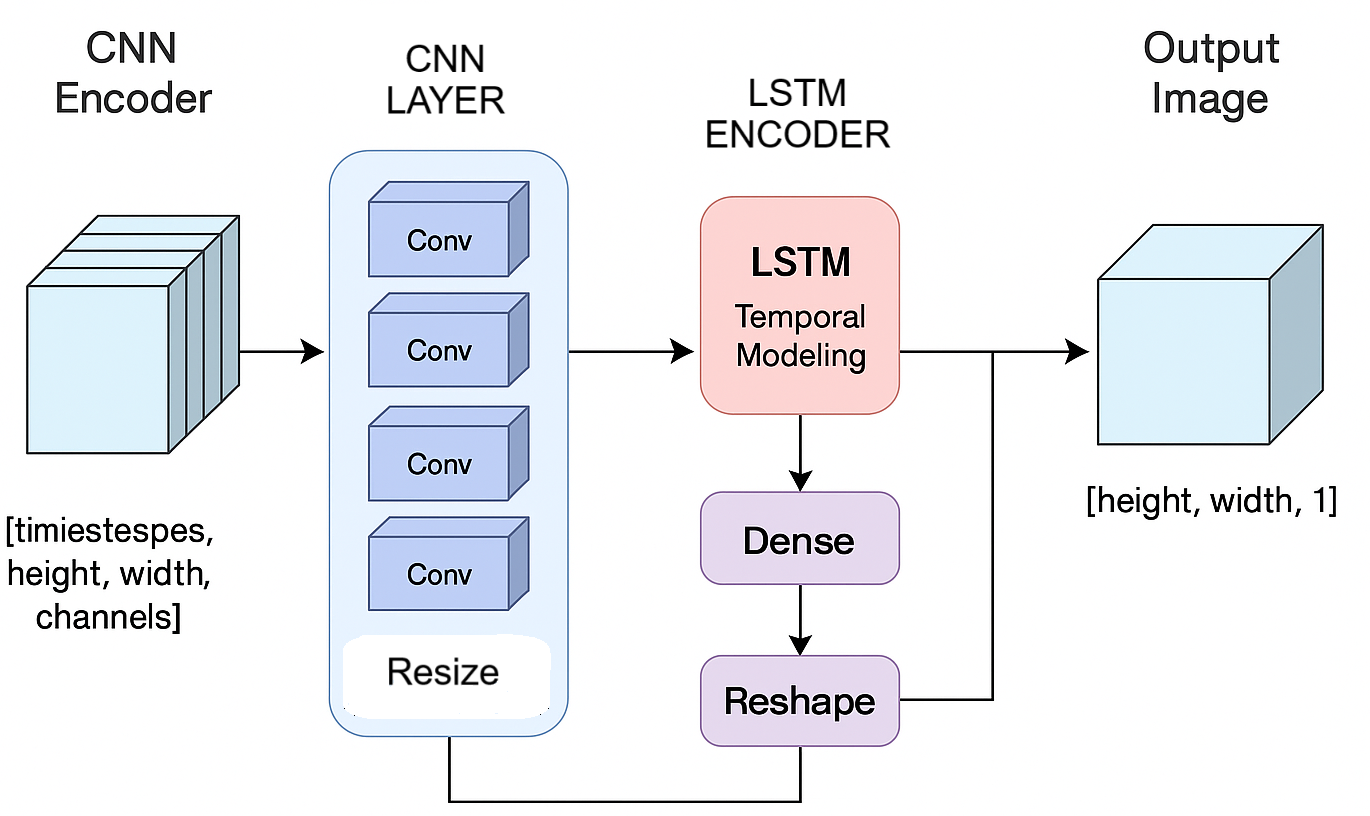 CNN
Encoder
[timiestespes,
height, width,
channels]
CNN
LAYER
Conv
Conv
Conv
Conv
Resize
LSTM
ENCODER
LSTM
Temporal
Modeling
Dense
Reshape
Output
Image
[height, width, 1]